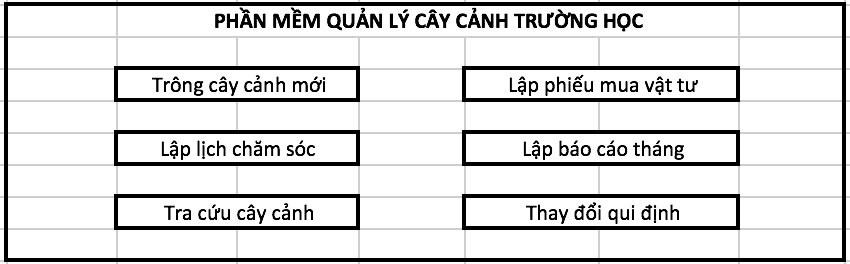 PHẦN MỀM QUẢN LÝ CÂY CẢNH TRƯỜNG HỌC
Trông cây cảnh mới
Lập phiếu mua vật tư
Lập lịch chăm sóc
Lập báo cáo tháng
Tra cứu cây cảnh
Thay đổi qui định